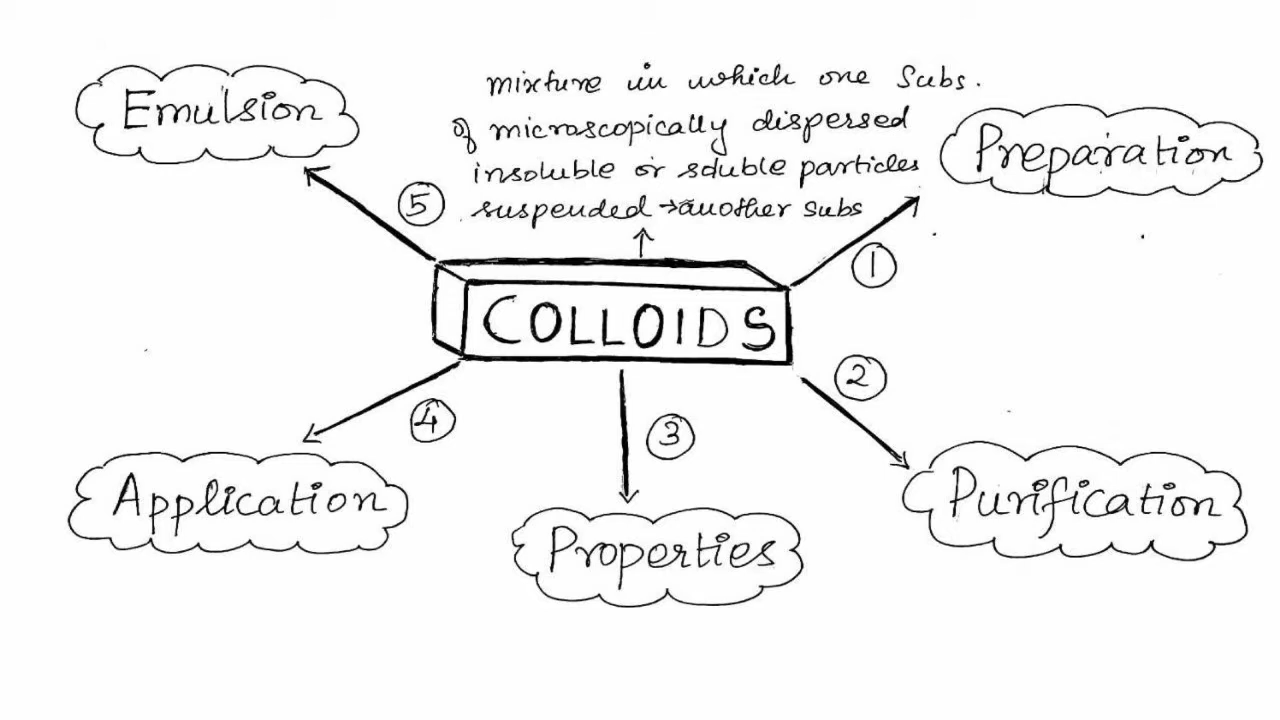 mixture in which one Subs.
of microscopically dispersed
insoluble or soluble particles
suspended → another subs
Emulsion
Preparation
5
1
COLLOIDS
2
4
3
Application
Purification
Properties